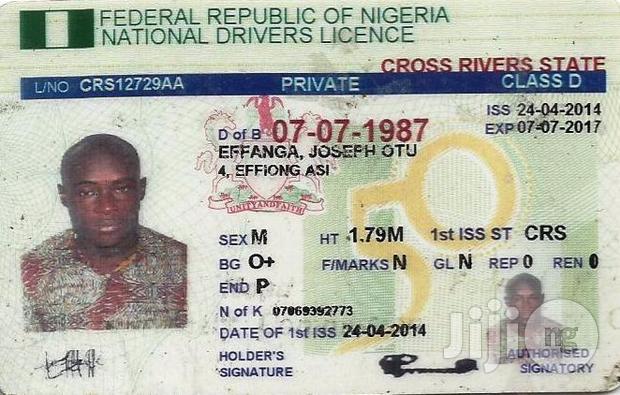 FEDERAL REPUBLIC OF NIGERIA
NATIONAL DRIVERS LICENCE
CROSS RIVERS STATE
L/NO CRS12729AA PRIVATE CLASS D
ISS 24-04-2014
D of B 07-07-1987 EXP 07-07-2017
EFFANGA, JOSEPH OTU
4, EFFIONG ASI
UNITY AND FAITH
SEX M HT 1.79M 1st ISS ST CRS
BG O+ F/MARKS N GL N REP 0 REN 0
END P
N of K 07069392773
DATE OF 1st ISS 24-04-2014
HOLDER'S SIGNATURE
AUTHORISED SIGNATORY
Jiji.ng